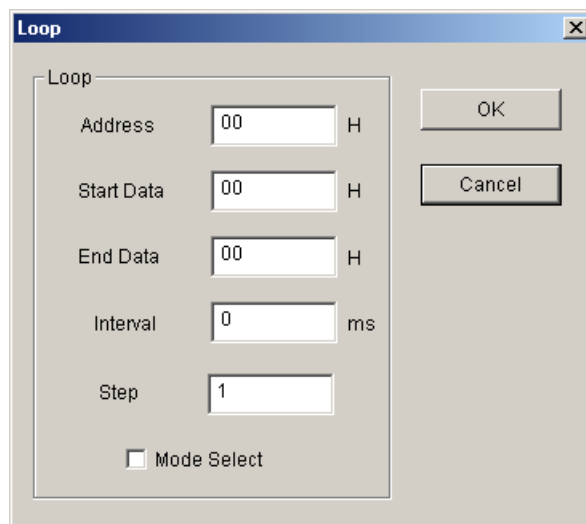 Loop
Loop
Address 00 H
OK
Start Data 00 H
Cancel
End Data 00 H
Interval 0 ms
Step 1
Mode Select